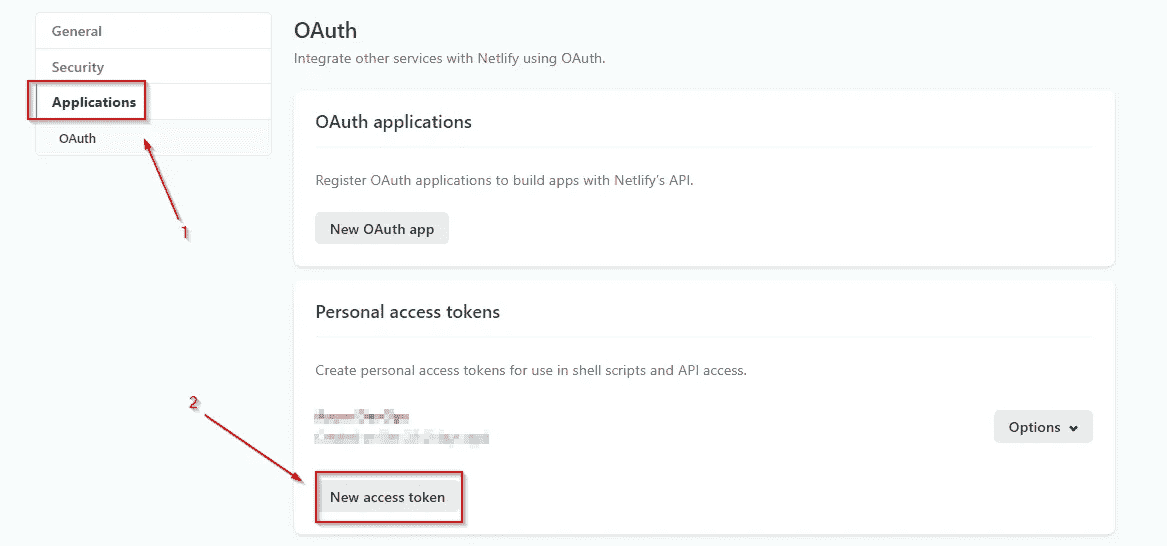 General
Security
Applications
OAuth
1
OAuth
Integrate other services with Netlify using OAuth.
OAuth applications
Register OAuth applications to build apps with Netlify's API.
New OAuth app
Personal access tokens
Create personal access tokens for use in shell scripts and API access.
2
Options
New access token